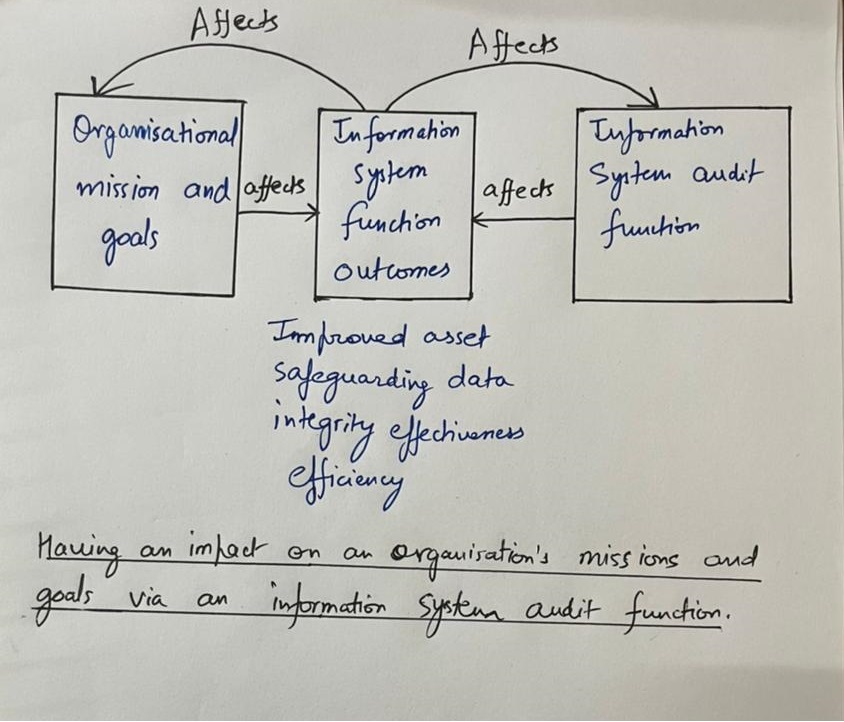 Affects
Affects
Organisational
mission and
goals
affects
Information
system
function
outcomes
affects
Information
System audit
function
Improved asset
safeguarding data
integrity effectiveness
efficiency
Having an impact on an organisation's missions and
goals via an information system audit function.